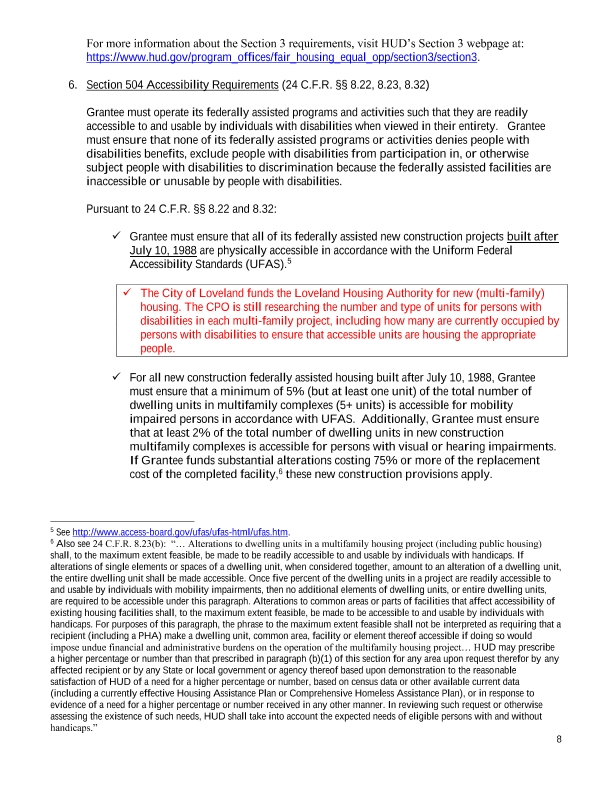 For more information about the Section 3 requirements, visit HUD's Section 3 webpage at:
https://www.hud.gov/program_offices/fair_housing_equal_opp/section3/section3.
6. Section 504 Accessibility Requirements (24 C.F.R. §§ 8.22, 8.23, 8.32)
Grantee must operate its federally assisted programs and activities such that they are readily
accessible to and usable by individuals with disabilities when viewed in their entirety. Grantee
must ensure that none of its federally assisted programs or activities denies people with
disabilities benefits, exclude people with disabilities from participation in, or otherwise
subject people with disabilities to discrimination because the federally assisted facilities are
inaccessible or unusable by people with disabilities.
Pursuant to 24 C.F.R. §§ 8.22 and 8.32:
✓ Grantee must ensure that all of its federally assisted new construction projects built after
July 10, 1988 are physically accessible in accordance with the Uniform Federal
Accessibility Standards (UFAS).5
✓ The City of Loveland funds the Loveland Housing Authority for new (multi-family)
housing. The CPO is still researching the number and type of units for persons with
disabilities in each multi-family project, including how many are currently occupied by
persons with disabilities to ensure that accessible units are housing the appropriate
people.
✓ For all new construction federally assisted housing built after July 10, 1988, Grantee
must ensure that a minimum of 5% (but at least one unit) of the total number of
dwelling units in multifamily complexes (5+ units) is accessible for mobility
impaired persons in accordance with UFAS. Additionally, Grantee must ensure
that at least 2% of the total number of dwelling units in new construction
multifamily complexes is accessible for persons with visual or hearing impairments.
If Grantee funds substantial alterations costing 75% or more of the replacement
cost of the completed facility,6 these new construction provisions apply.
5 See http://www.access-board.gov/ufas/ufas-html/ufas.htm.
6 Also see 24 C.F.R. 8.23(b): "… Alterations to dwelling units in a multifamily housing project (including public housing)
shall, to the maximum extent feasible, be made to be readily accessible to and usable by individuals with handicaps. If
alterations of single elements or spaces of a dwelling unit, when considered together, amount to an alteration of a dwelling unit,
the entire dwelling unit shall be made accessible. Once five percent of the dwelling units in a project are readily accessible to
and usable by individuals with mobility impairments, then no additional elements of dwelling units, or entire dwelling units,
are required to be accessible under this paragraph. Alterations to common areas or parts of facilities that affect accessibility of
existing housing facilities shall, to the maximum extent feasible, be made to be accessible to and usable by individuals with
handicaps. For purposes of this paragraph, the phrase to the maximum extent feasible shall not be interpreted as requiring that a
recipient (including a PHA) make a dwelling unit, common area, facility or element thereof accessible if doing so would
impose undue financial and administrative burdens on the operation of the multifamily housing project… HUD may prescribe
a higher percentage or number than that prescribed in paragraph (b)(1) of this section for any area upon request therefor by any
affected recipient or by any State or local government or agency thereof based upon demonstration to the reasonable
satisfaction of HUD of a need for a higher percentage or number, based on census data or other available current data
(including a currently effective Housing Assistance Plan or Comprehensive Homeless Assistance Plan), or in response to
evidence of a need for a higher percentage or number received in any other manner. In reviewing such request or otherwise
assessing the existence of such needs, HUD shall take into account the expected needs of eligible persons with and without
handicaps."
8